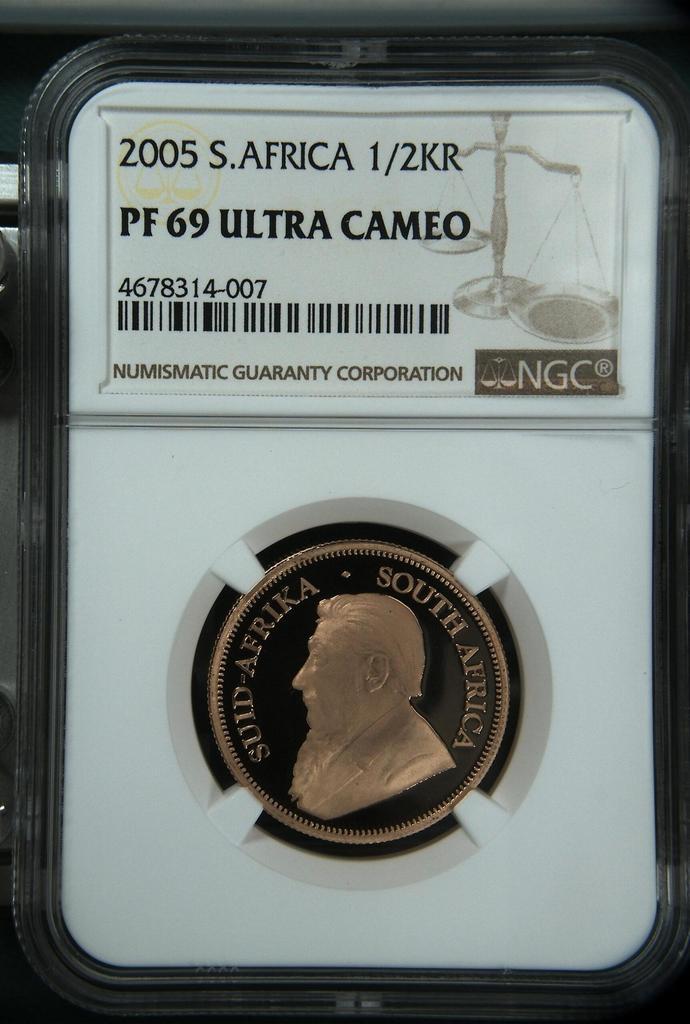 2005 S.AFRICA 1/2KR
PF 69 ULTRA CAMEO
4678314-007
NUMISMATIC GUARANTY CORPORATION
NGC®
SUID-AFRIKA · SOUTH AFRICA